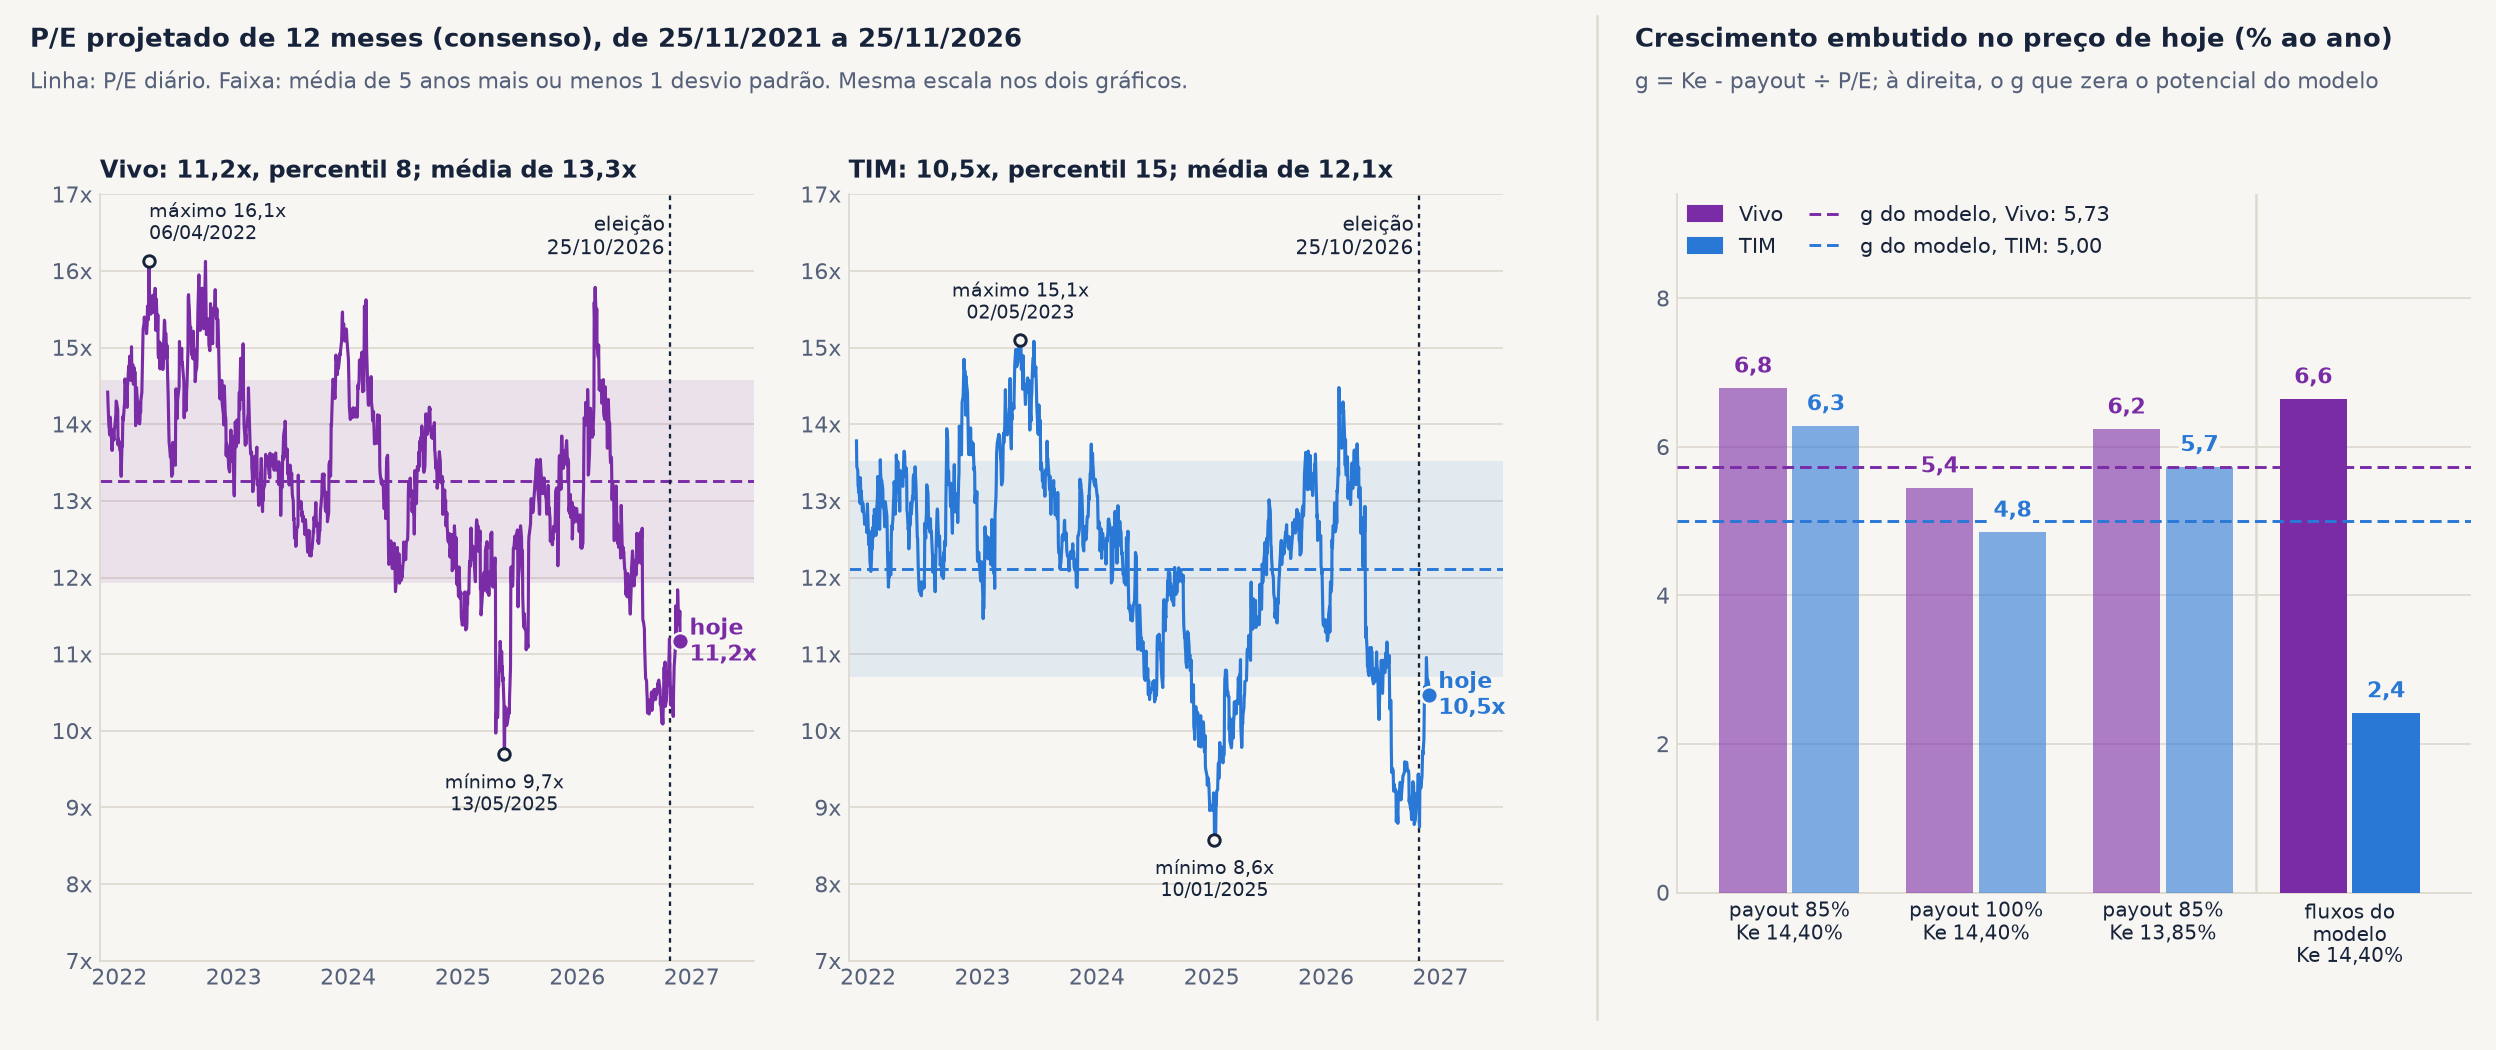 P/E projetado de 12 meses (consenso), de 25/11/2021 a 25/11/2026
Linha: P/E diário. Faixa: média de 5 anos mais ou menos 1 desvio padrão. Mesma escala nos dois gráficos.
Vivo: 11,2x, percentil 8; média de 13,3x
17x
16x
15x
14x
13x
12x
11x
10x
9x
8x
7x
máximo 16,1x
06/04/2022
eleição
25/10/2026
hoje
11,2x
mínimo 9,7x
13/05/2025
2022
2023
2024
2025
2026
2027
TIM: 10,5x, percentil 15; média de 12,1x
17x
16x
15x
14x
13x
12x
11x
10x
9x
8x
7x
eleição
25/10/2026
máximo 15,1x
02/05/2023
hoje
10,5x
mínimo 8,6x
10/01/2025
2022
2023
2024
2025
2026
2027
Crescimento embutido no preço de hoje (% ao ano)
g = Ke - payout ÷ P/E; à direita, o g que zera o potencial do modelo
Vivo
TIM
g do modelo, Vivo: 5,73
g do modelo, TIM: 5,00
8
6
4
2
0
6,8
6,3
5,4
4,8
6,2
5,7
6,6
2,4
payout 85%
Ke 14,40%
payout 100%
Ke 14,40%
payout 85%
Ke 13,85%
fluxos do
modelo
Ke 14,40%